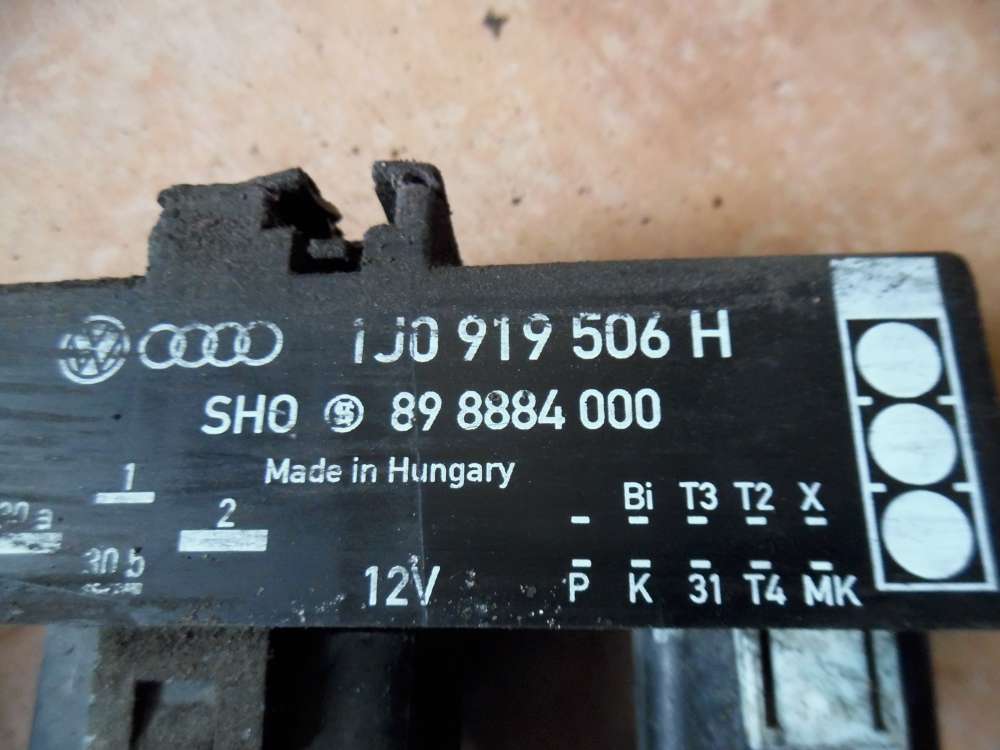 1J0 919 506 H
SHO 89 8884 000
Made in Hungary
1
2
Bi T3 T2 X
30 b
12V
P K 31 T4 MK